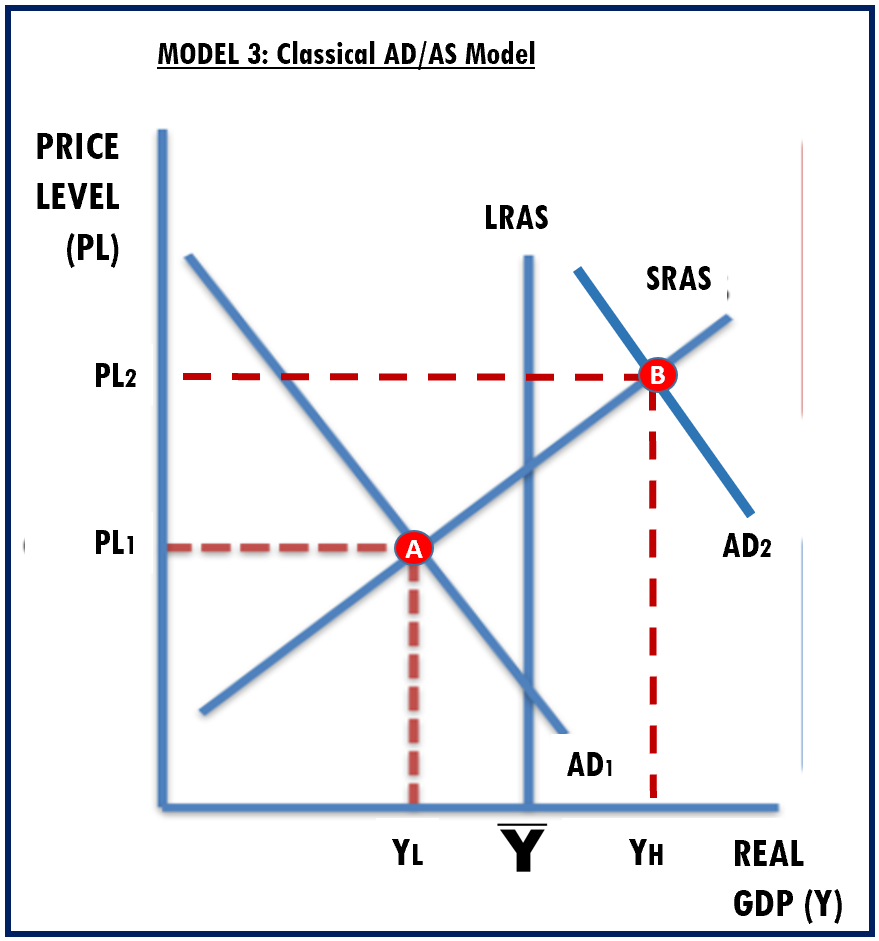 MODEL 3: Classical AD/AS Model
PRICE
LEVEL
(PL)
LRAS
SRAS
PL2
B
PL1
A
AD2
AD1
YL
Y̅
YH
REAL
GDP (Y)